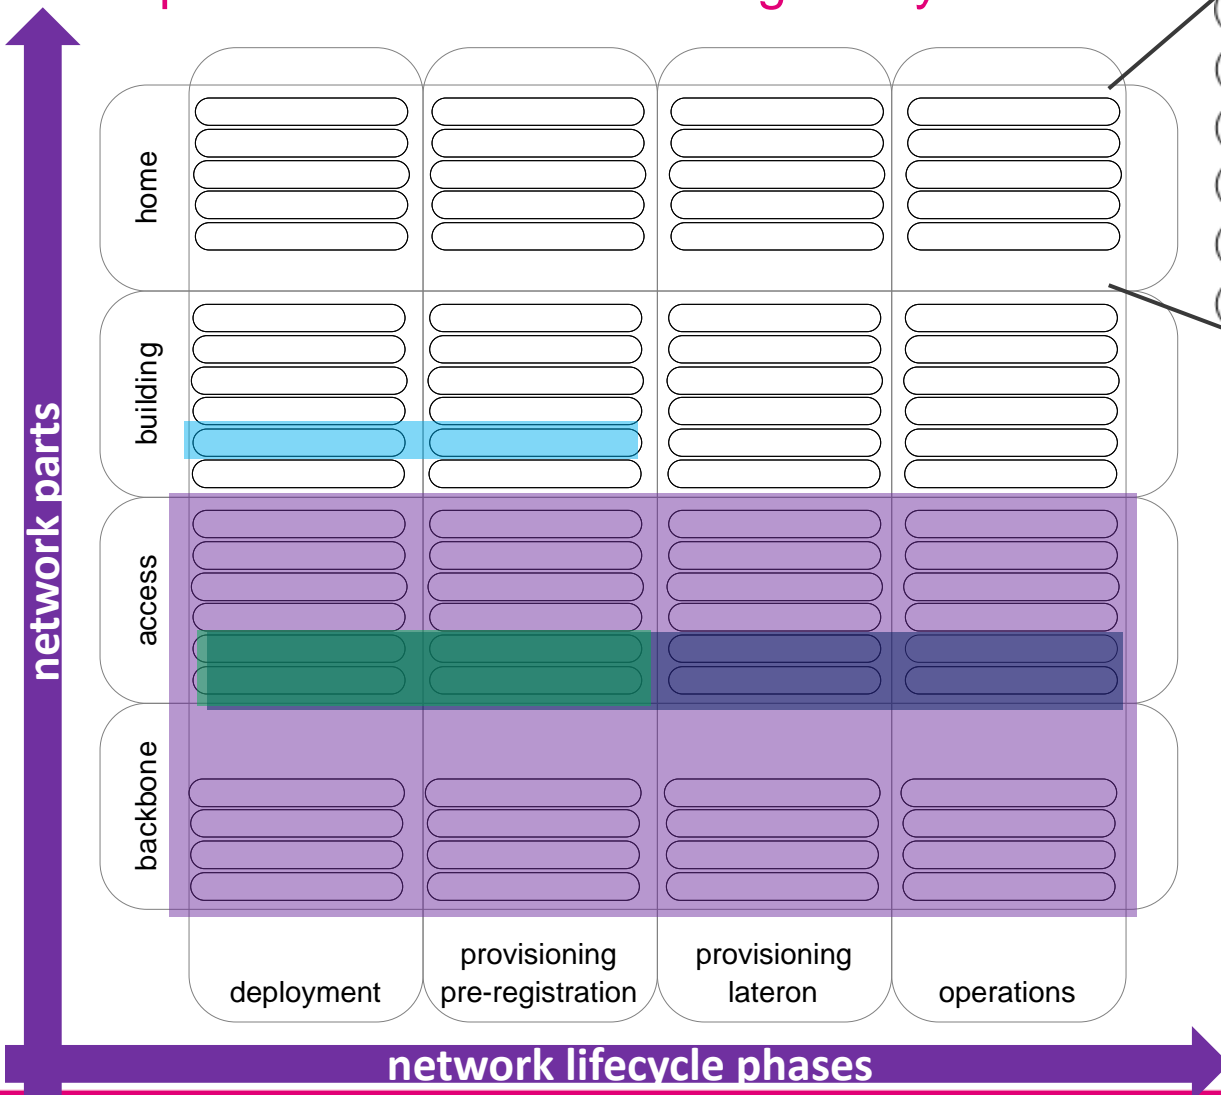 home
building
access
backbone
network parts
deployment
provisioning
pre-registration
provisioning
lateron
operations
network lifecycle phases